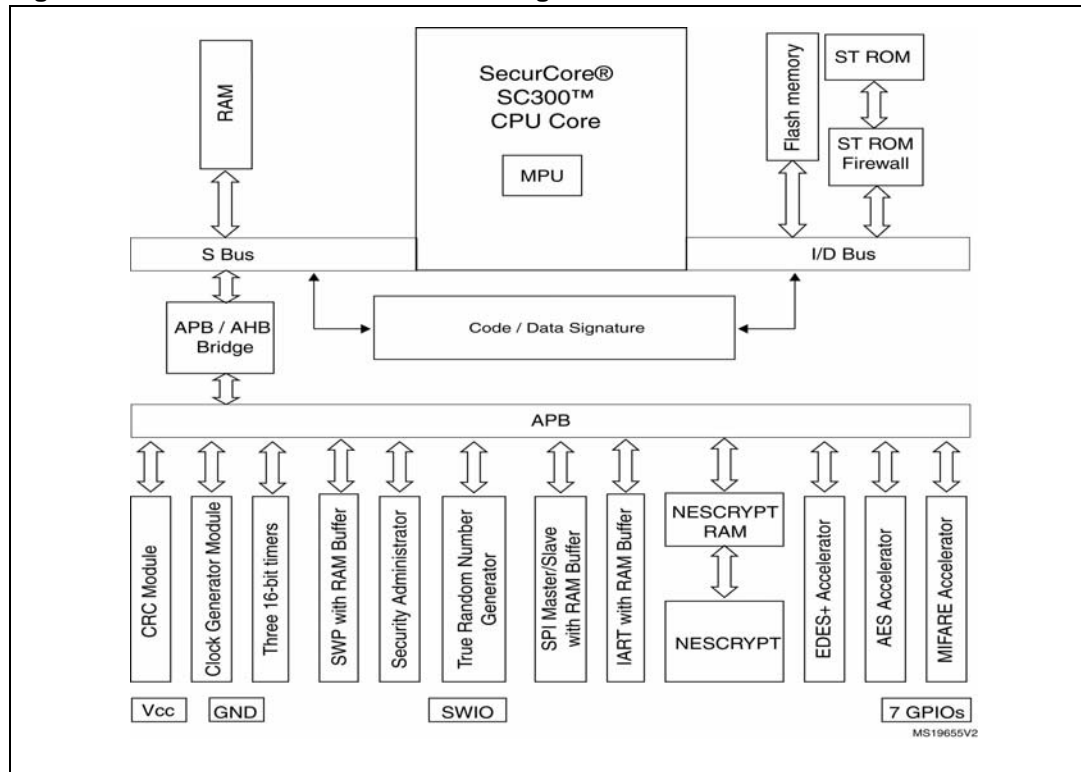 RAM
SecurCore®
SC300™
CPU Core
MPU
Flash memory
ST ROM
ST ROM
Firewall
S Bus
I/D Bus
APB / AHB
Bridge
Code / Data Signature
APB
CRC Module
Clock Generator Module
Three 16-bit timers
SWP with RAM Buffer
Security Administrator
True Random Number
Generator
SPI Master/Slave
with RAM Buffer
IART with RAM Buffer
NESCRYPT
RAM
NESCRYPT
EDES+ Accelerator
AES Accelerator
MIFARE Accelerator
Vcc
GND
SWIO
7 GPIOs
MS19655V2